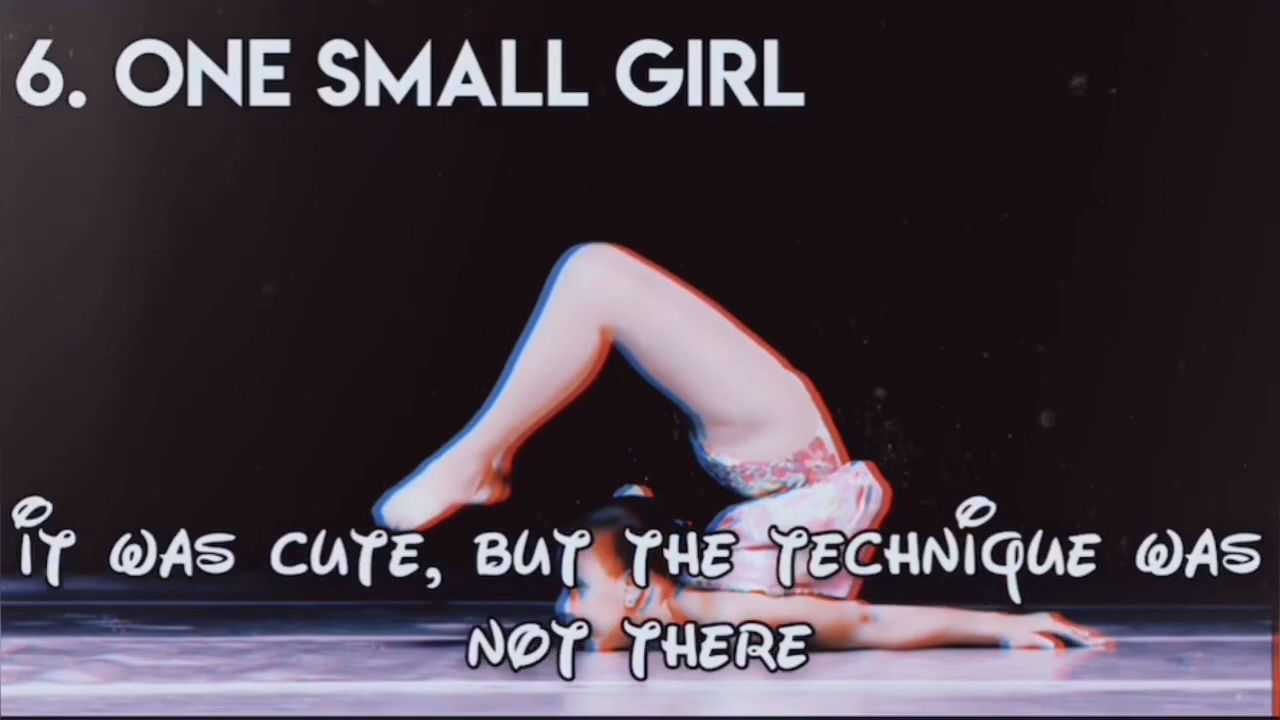 6. ONE SMALL GIRL
IT WAS CUTE, BUT THE TECHNIQUE WAS
NOT THERE